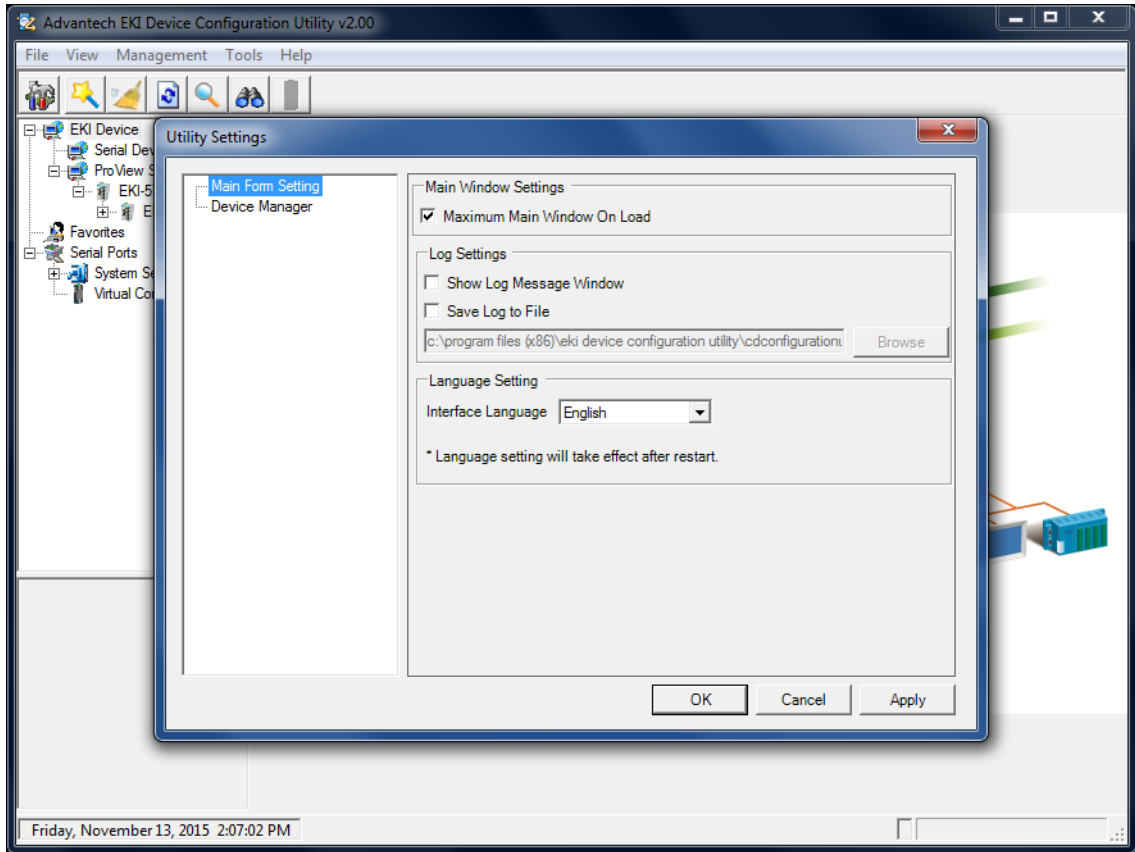 Advantech EKI Device Configuration Utility v2.00
File View Management Tools Help
EKI Device
Serial Dev
ProView S
EKI-5
E
Favorites
Serial Ports
System Se
Virtual Co
Utility Settings
Main Form Setting
Device Manager
Main Window Settings
Maximum Main Window On Load
Log Settings
Show Log Message Window
Save Log to File
c:\program files (x86)\eki device configuration utility\cdconfigurationu
Browse
Language Setting
Interface Language English
* Language setting will take effect after restart.
OK Cancel Apply
Friday, November 13, 2015 2:07:02 PM